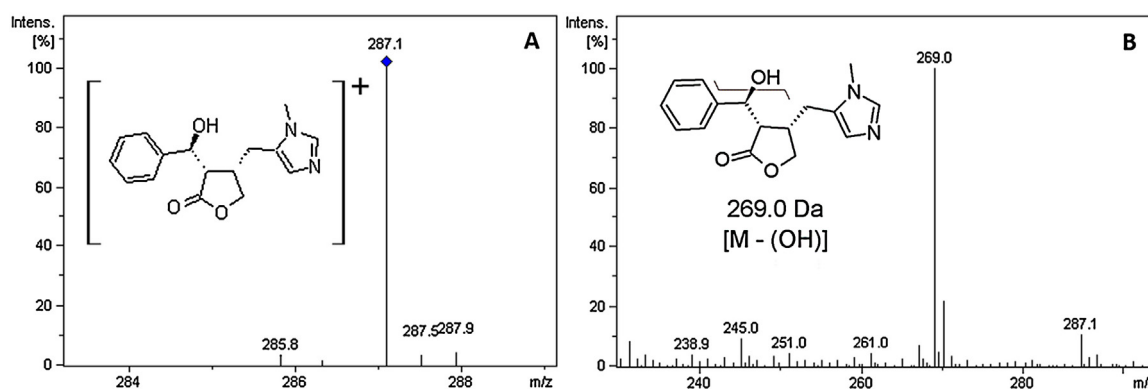 Intens.
[%]
A
287.1
100
80
60
40
20
0
+
OH
N
N
O
O
285.8
287.5
287.9
284
286
288
m/z
Intens.
[%]
B
269.0
100
80
60
40
20
0
OH
N
N
O
O
269.0 Da
[M - (OH)]
238.9
245.0
251.0
261.0
287.1
240
260
280
m/